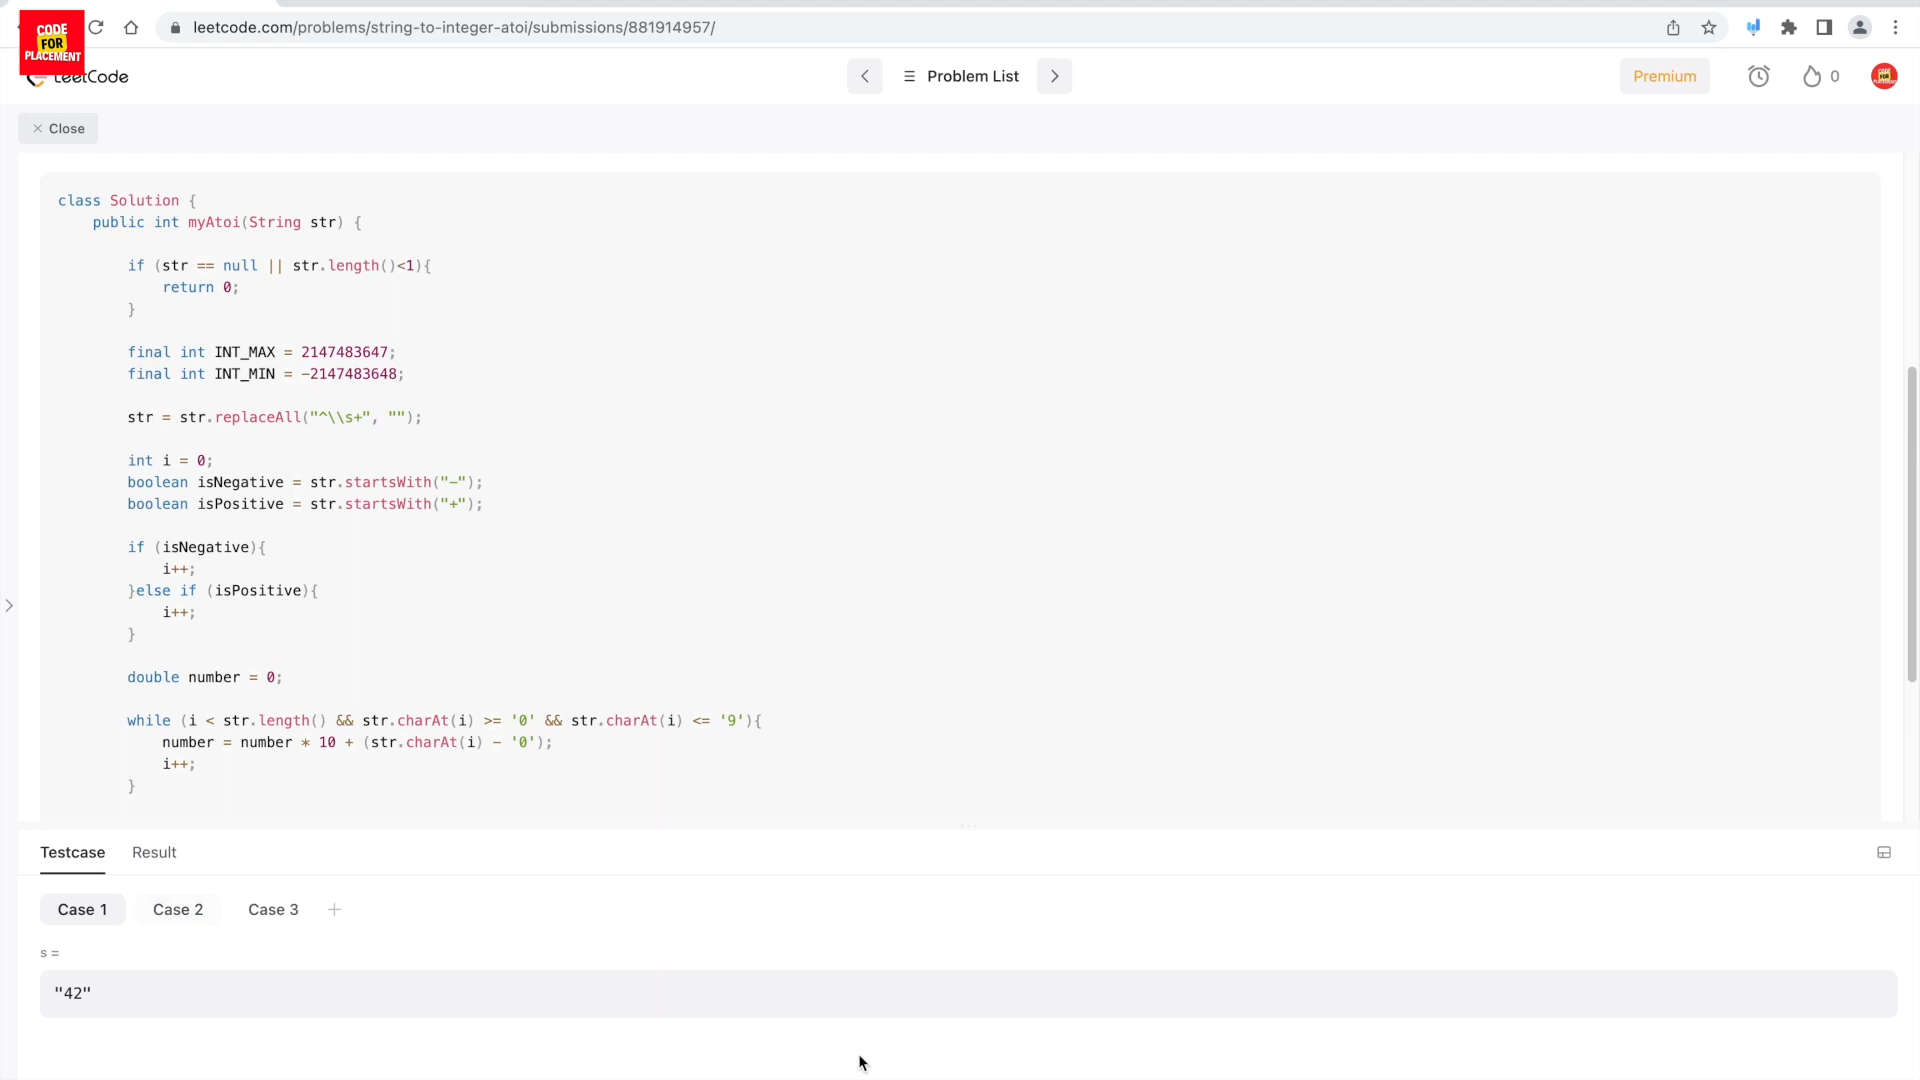 CODE
FOR
PLACEMENT
leetcode.com/problems/string-to-integer-atoi/submissions/881914957/
LeetCode
Problem List
Premium
0
Close
class Solution {
    public int myAtoi(String str) {
        if (str == null || str.length()<1){
            return 0;
        }
        final int INT_MAX = 2147483647;
        final int INT_MIN = -2147483648;
        str = str.replaceAll("^\\s+", "");
        int i = 0;
        boolean isNegative = str.startsWith("-");
        boolean isPositive = str.startsWith("+");
        if (isNegative){
            i++;
        }else if (isPositive){
            i++;
        }
        double number = 0;
        while (i < str.length() && str.charAt(i) >= '0' && str.charAt(i) <= '9'){
            number = number * 10 + (str.charAt(i) - '0');
            i++;
        }
Testcase Result
Case 1 Case 2 Case 3 +
s =
"42"